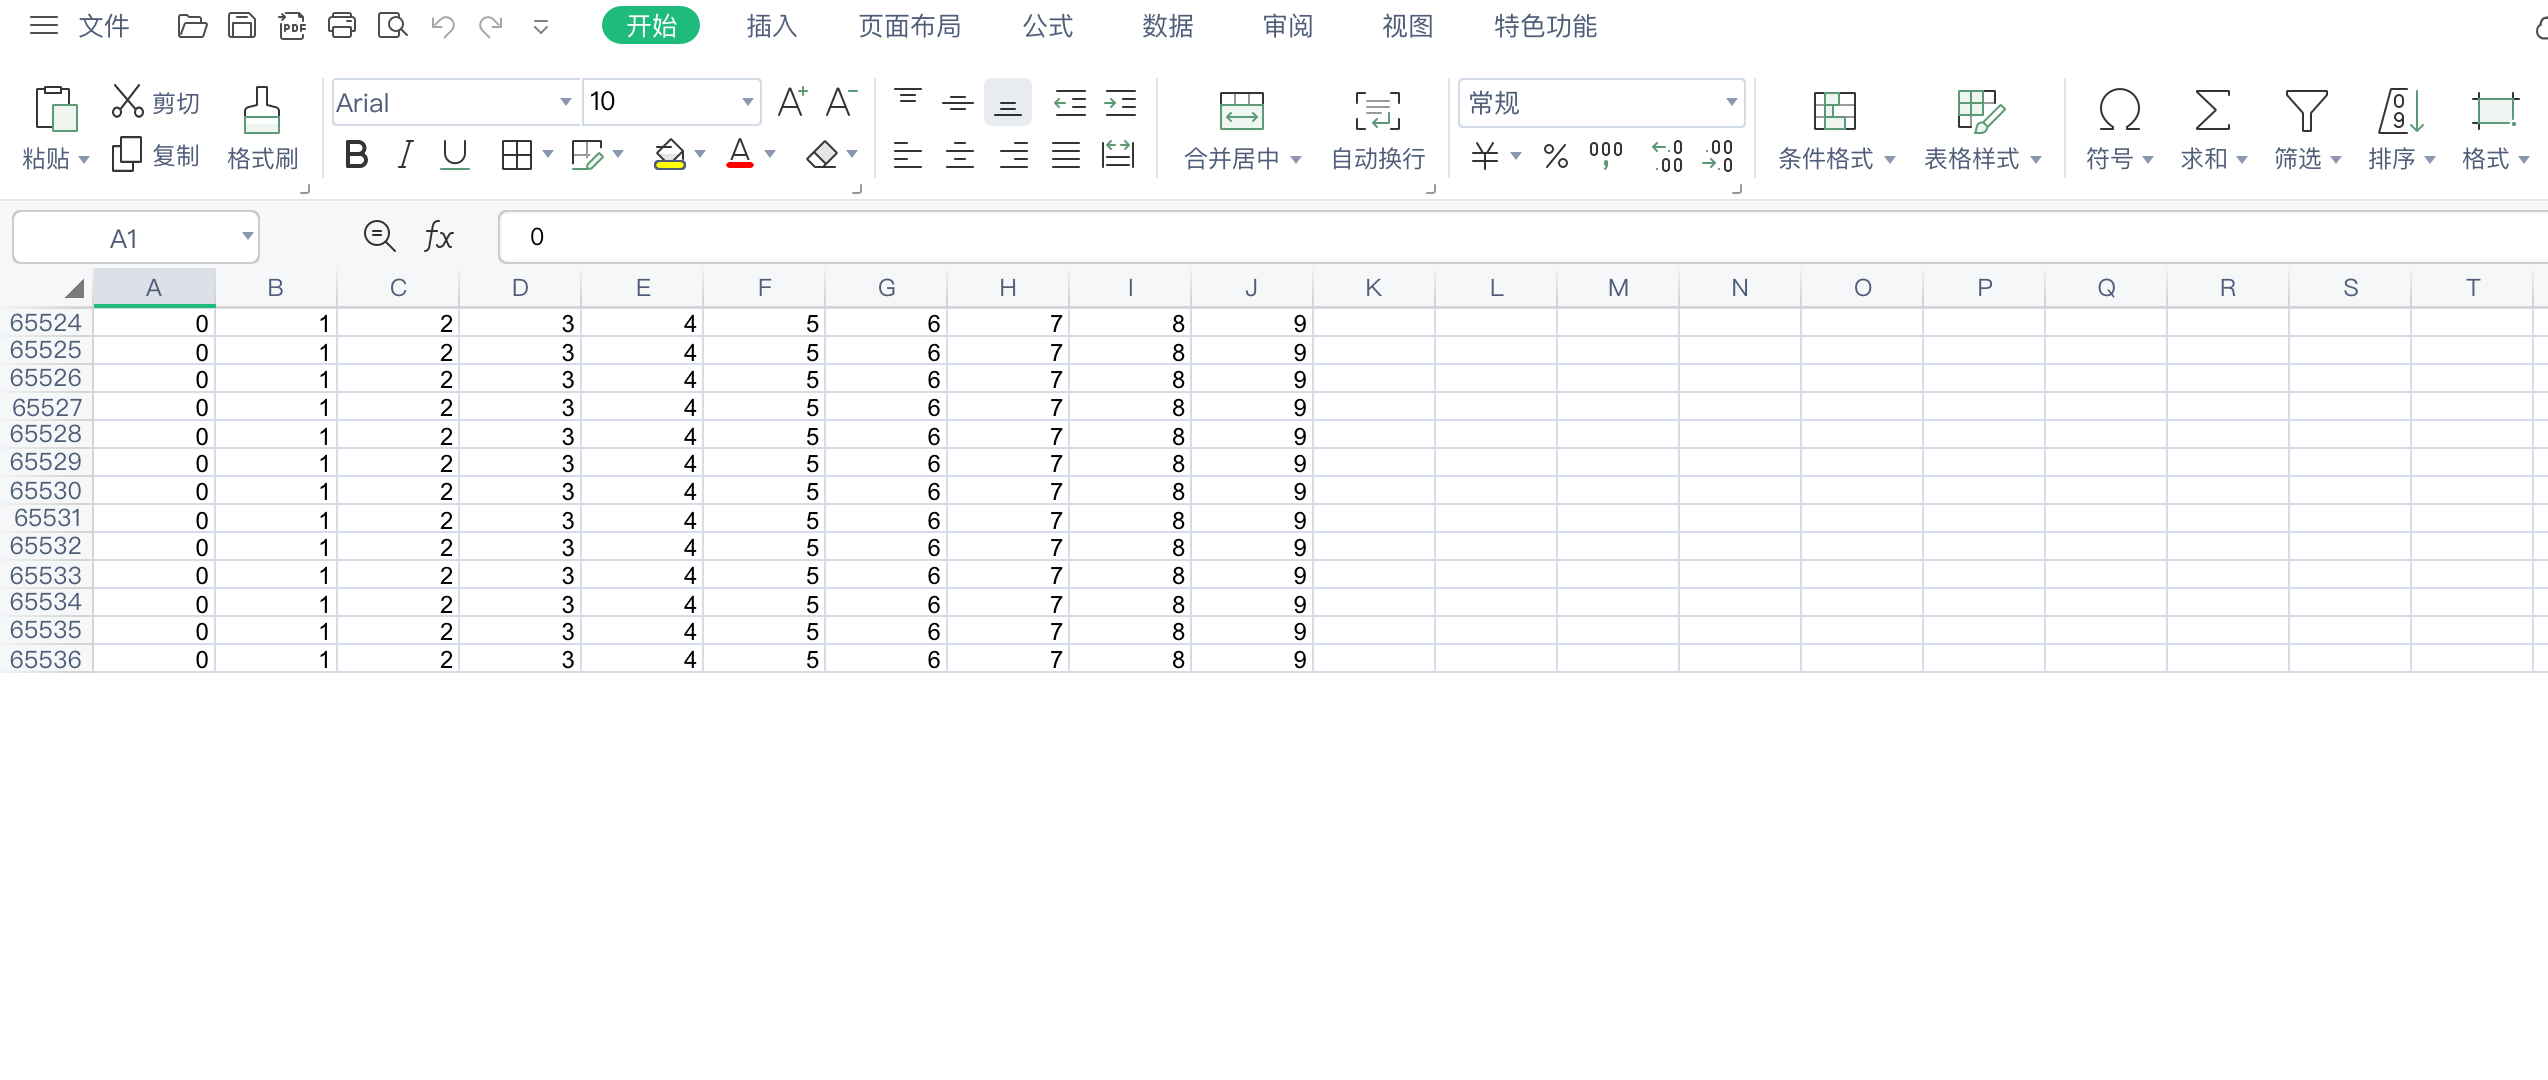 文件 开始 插入 页面布局 公式 数据 审阅 视图 特色功能
剪切 Arial 10 常规
粘贴 复制 格式刷 B I U A 合并居中 自动换行 ¥ % 000 条件格式 表格样式 符号 求和 筛选 排序 格式
A1 fx 0
A B C D E F G H I J K L M N O P Q R S T
65524 0 1 2 3 4 5 6 7 8 9
65525 0 1 2 3 4 5 6 7 8 9
65526 0 1 2 3 4 5 6 7 8 9
65527 0 1 2 3 4 5 6 7 8 9
65528 0 1 2 3 4 5 6 7 8 9
65529 0 1 2 3 4 5 6 7 8 9
65530 0 1 2 3 4 5 6 7 8 9
65531 0 1 2 3 4 5 6 7 8 9
65532 0 1 2 3 4 5 6 7 8 9
65533 0 1 2 3 4 5 6 7 8 9
65534 0 1 2 3 4 5 6 7 8 9
65535 0 1 2 3 4 5 6 7 8 9
65536 0 1 2 3 4 5 6 7 8 9